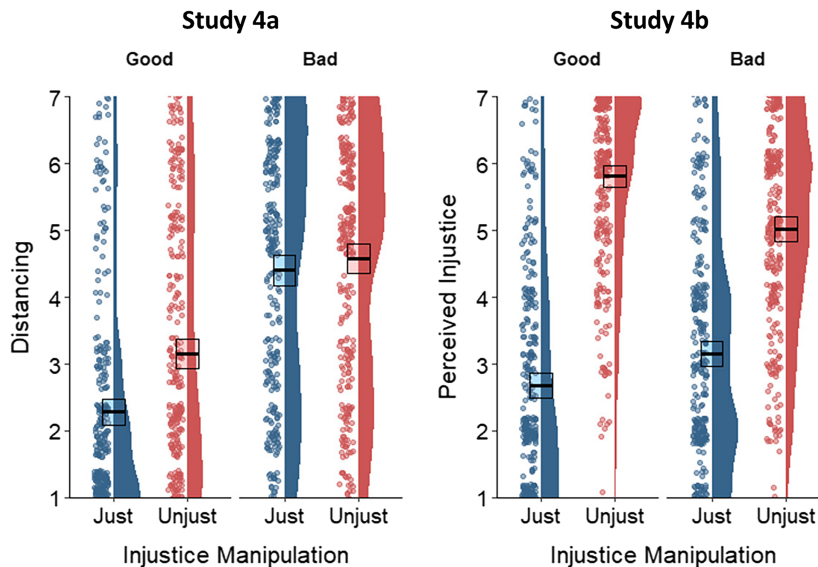 Study 4a
Good Bad
Distancing
7
6
5
4
3
2
1
Just Unjust Just Unjust
Injustice Manipulation
Study 4b
Good Bad
Perceived Injustice
7
6
5
4
3
2
1
Just Unjust Just Unjust
Injustice Manipulation